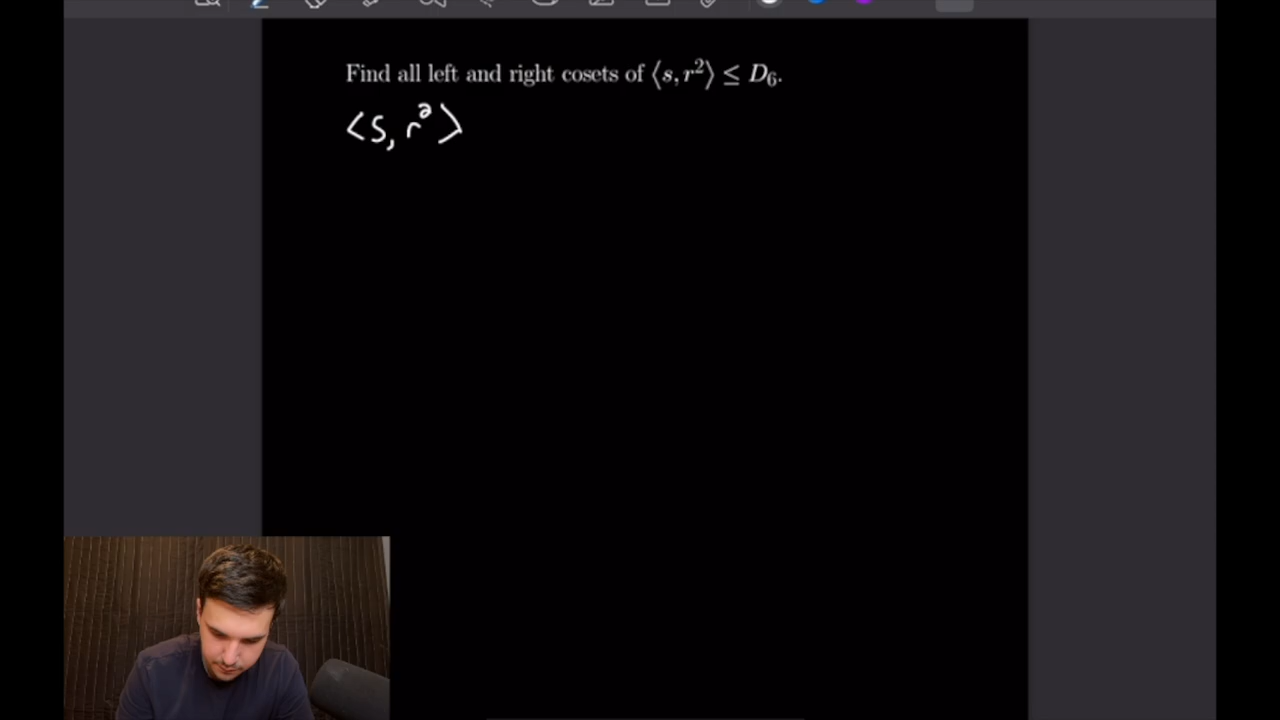 Find all left and right cosets of ⟨s, r²⟩ ≤ D₆.
⟨s, r²⟩